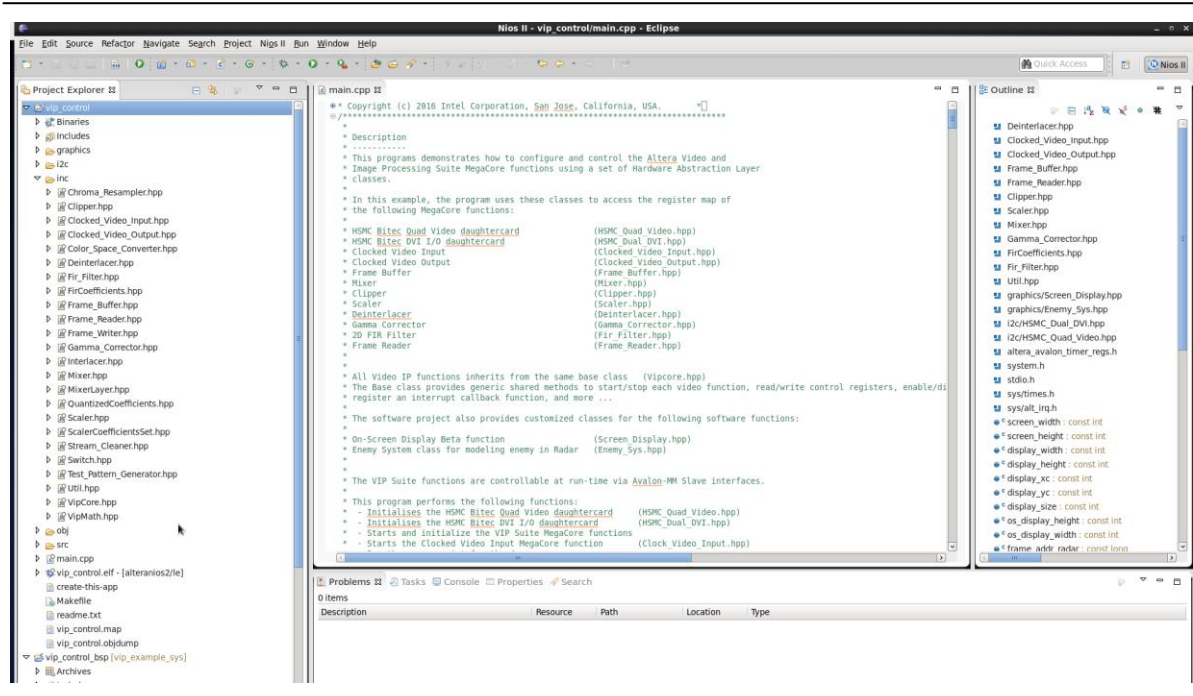 Nios II - vip_control/main.cpp - Eclipse
File Edit Source Refactor Navigate Search Project Nios II Run Window Help
Quick Access
Nios II
Project Explorer
vip_control
Binaries
Includes
graphics
i2c
inc
Chroma_Resampler.hpp
Clipper.hpp
Clocked_Video_Input.hpp
Clocked_Video_Output.hpp
Color_Space_Converter.hpp
Deinterlacer.hpp
Fir_Filter.hpp
FirCoefficients.hpp
Frame_Buffer.hpp
Frame_Reader.hpp
Frame_Writer.hpp
Gamma_Corrector.hpp
Interlacer.hpp
Mixer.hpp
MixerLayer.hpp
QuantizedCoefficients.hpp
Scaler.hpp
ScalerCoefficientsSet.hpp
Stream_Cleaner.hpp
Switch.hpp
Test_Pattern_Generator.hpp
Util.hpp
VipCore.hpp
VipMath.hpp
obj
src
main.cpp
vip_control.elf - [alteranios2/le]
create-this-app
Makefile
readme.txt
vip_control.map
vip_control.objdump
vip_control_bsp [vip_example_sys]
Archives
main.cpp
* Copyright (c) 2016 Intel Corporation, San Jose, California, USA. *
/******************************************************************************
*
* Description
* -----------
* This programs demonstrates how to configure and control the Altera Video and
* Image Processing Suite MegaCore functions using a set of Hardware Abstraction Layer
* classes.
*
* In this example, the program uses these classes to access the register map of
* the following MegaCore functions:
*
* HSMC Bitec Quad Video daughtercard (HSMC_Quad_Video.hpp)
* HSMC Bitec DVI I/O daughtercard (HSMC_Dual_DVI.hpp)
* Clocked Video Input (Clocked_Video_Input.hpp)
* Clocked Video Output (Clocked_Video_Output.hpp)
* Frame Buffer (Frame_Buffer.hpp)
* Mixer (Mixer.hpp)
* Clipper (Clipper.hpp)
* Scaler (Scaler.hpp)
* Deinterlacer (Deinterlacer.hpp)
* Gamma Corrector (Gamma_Corrector.hpp)
* 2D FIR Filter (Fir_Filter.hpp)
* Frame Reader (Frame_Reader.hpp)
*
*
* All Video IP functions inherits from the same base class (Vipcore.hpp)
* The Base class provides generic shared methods to start/stop each video function, read/write control registers, enable/di
* register an interrupt callback function, and more ...
*
* The software project also provides customized classes for the following software functions:
*
* On-Screen Display Beta function (Screen_Display.hpp)
* Enemy System class for modeling enemy in Radar (Enemy_Sys.hpp)
*
*
* The VIP Suite functions are controllable at run-time via Avalon-MM Slave interfaces.
*
* This program performs the following functions:
* - Initialises the HSMC Bitec Quad Video daughtercard (HSMC_Quad_Video.hpp)
* - Initialises the HSMC Bitec DVI I/O daughtercard (HSMC_Dual_DVI.hpp)
* - Starts and initialize the VIP Suite MegaCore functions
* - Starts the Clocked Video Input MegaCore function (Clock_Video_Input.hpp)
Outline
Deinterlacer.hpp
Clocked_Video_Input.hpp
Clocked_Video_Output.hpp
Frame_Buffer.hpp
Frame_Reader.hpp
Clipper.hpp
Scaler.hpp
Mixer.hpp
Gamma_Corrector.hpp
FirCoefficients.hpp
Fir_Filter.hpp
Util.hpp
graphics/Screen_Display.hpp
graphics/Enemy_Sys.hpp
i2c/HSMC_Dual_DVI.hpp
i2c/HSMC_Quad_Video.hpp
altera_avalon_timer_regs.h
system.h
stdio.h
sys/times.h
sys/alt_irq.h
screen_width : const int
screen_height : const int
display_width : const int
display_height : const int
display_xc : const int
display_yc : const int
display_size : const int
os_display_height : const int
os_display_width : const int
frame_addr_radar : const long
Problems Tasks Console Properties Search
0 items
Description Resource Path Location Type